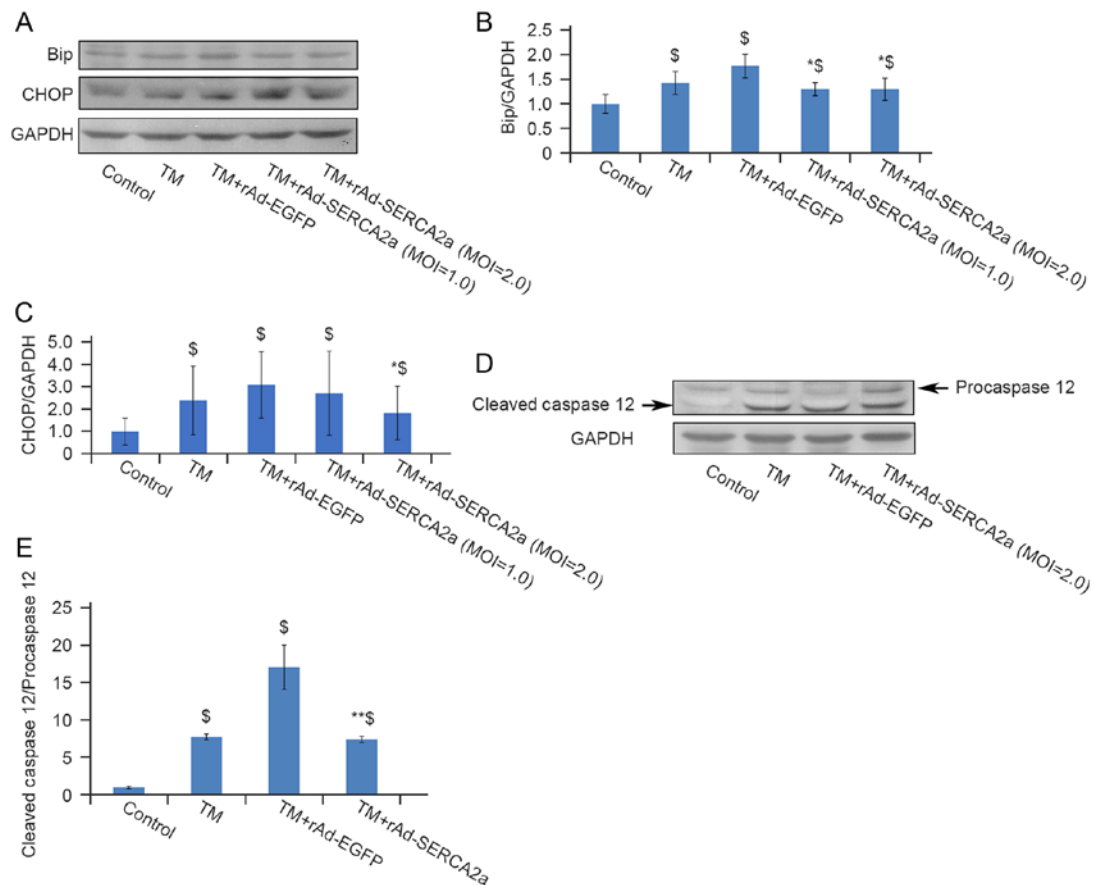 A
Bip
CHOP
GAPDH
Control
TM
TM+rAd-EGFP
TM+rAd-SERCA2a (MOI=1.0)
TM+rAd-SERCA2a (MOI=2.0)
B
Bip/GAPDH
2.5
2.0
1.5
1.0
0.5
0
$
$
*$
*$
Control
TM
TM+rAd-EGFP
TM+rAd-SERCA2a (MOI=1.0)
TM+rAd-SERCA2a (MOI=2.0)
C
CHOP/GAPDH
5.0
4.0
3.0
2.0
1.0
0
$
$
$
*$
Control
TM
TM+rAd-EGFP
TM+rAd-SERCA2a (MOI=1.0)
TM+rAd-SERCA2a (MOI=2.0)
D
Procaspase 12
Cleaved caspase 12
GAPDH
Control
TM
TM+rAd-EGFP
TM+rAd-SERCA2a (MOI=2.0)
E
Cleaved caspase 12/Procaspase 12
25
20
15
10
5
0
$
$
**$
Control
TM
TM+rAd-EGFP
TM+rAd-SERCA2a